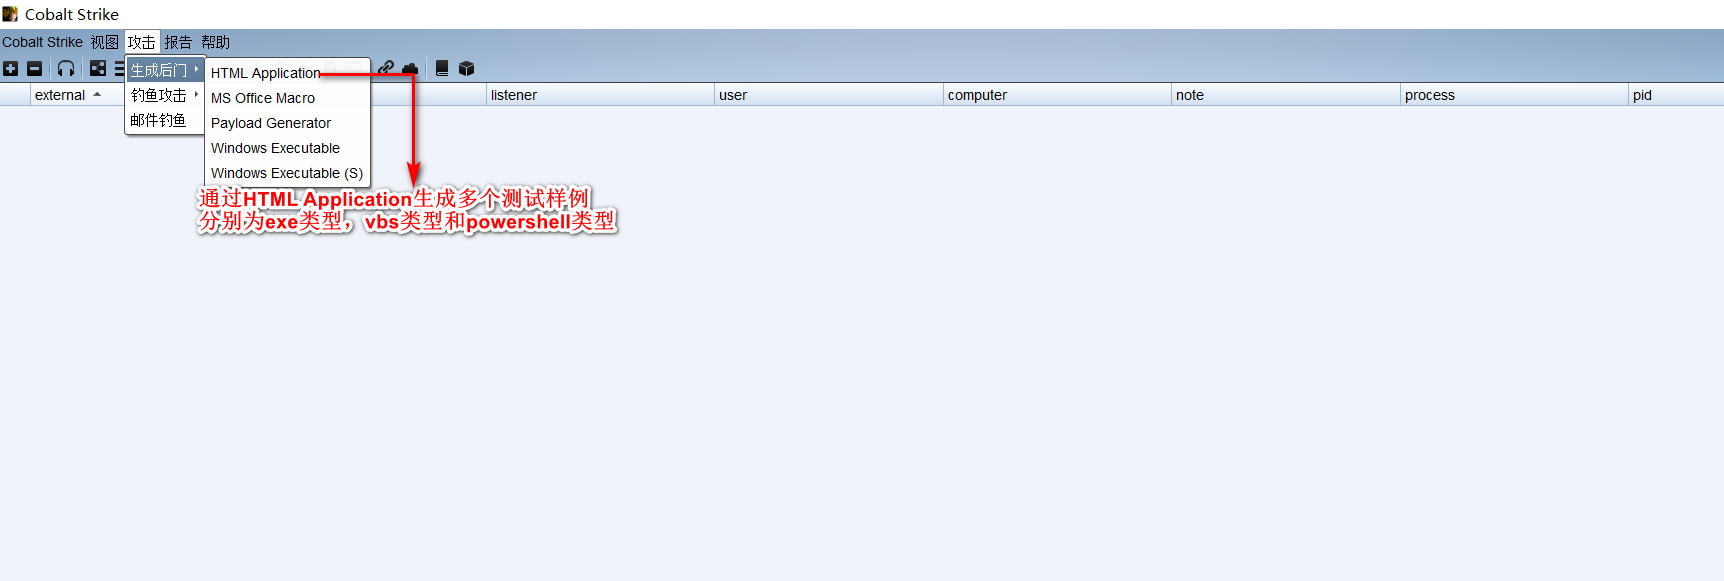 Cobalt Strike
Cobalt Strike 视图 攻击 报告 帮助
生成后门
钓鱼攻击
邮件钓鱼
HTML Application
MS Office Macro
Payload Generator
Windows Executable
Windows Executable (S)
external listener user computer note process pid
通过HTML Application生成多个测试样例
分别为exe类型，vbs类型和powershell类型